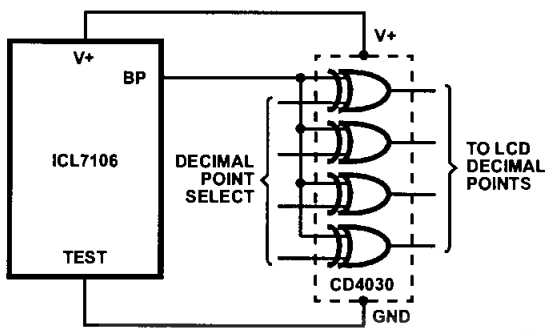 V+
V+
BP
ICL7106
DECIMAL
POINT
SELECT
TO LCD
DECIMAL
POINTS
TEST
CD4030
GND